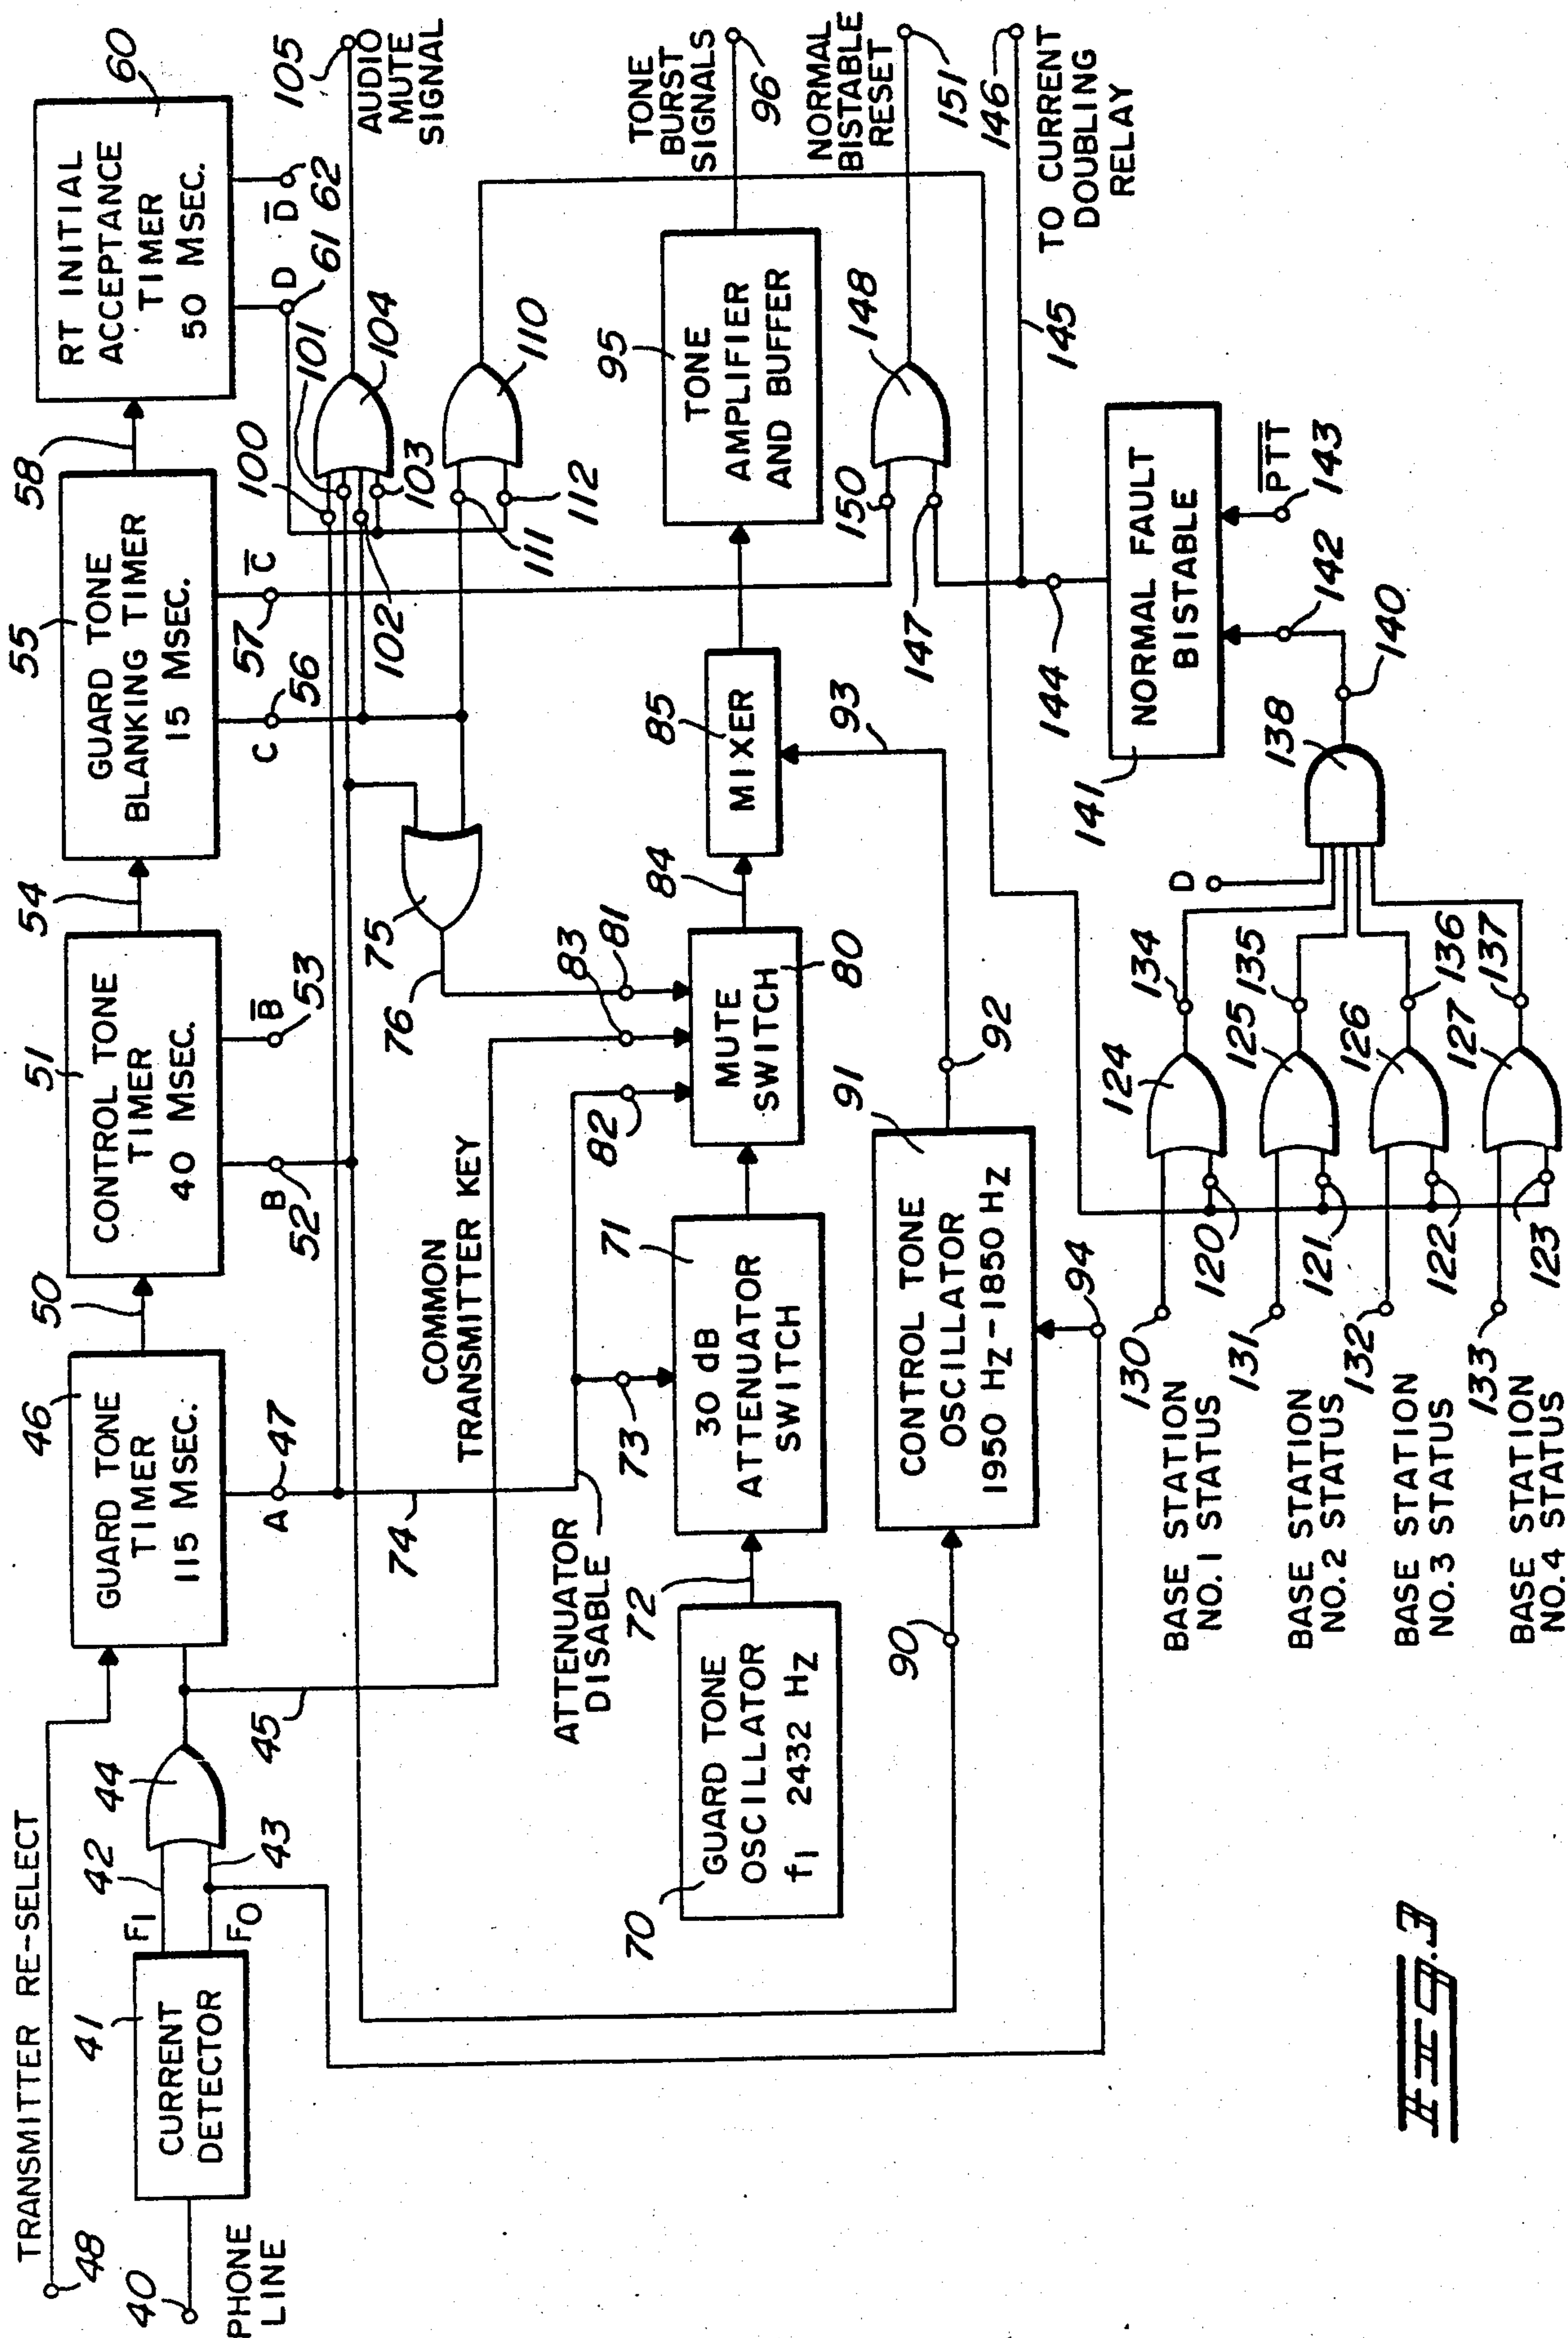 TRANSMITTER RE-SELECT
48
40
PHONE
LINE
41
CURRENT
DETECTOR
F1
42
F0
43
44
45
46
GUARD TONE
TIMER
115 MSEC.
A
47
50
51
CONTROL TONE
TIMER
40 MSEC.
B
52
B
53
54
55
GUARD TONE
BLANKING TIMER
15 MSEC.
C
56
57
C
58
60
RT INITIAL
ACCEPTANCE
TIMER
50 MSEC.
D
61
D
62
100
101
102
103
104
105
AUDIO
MUTE
SIGNAL
110
111
112
74
75
76
COMMON
TRANSMITTER KEY
ATTENUATOR
DISABLE
70
GUARD TONE
OSCILLATOR
f1 2432 Hz
72
71
73
30 dB
ATTENUATOR
SWITCH
82
83
81
MUTE
SWITCH
80
84
85
MIXER
93
95
TONE
AMPLIFIER
AND BUFFER
TONE
BURST
SIGNALS
96
90
91
CONTROL TONE
OSCILLATOR
1950 Hz-1850 Hz
92
94
147
150
148
NORMAL
BISTABLE
RESET
151
144
145
146
TO CURRENT
DOUBLING
RELAY
141
NORMAL FAULT
BISTABLE
142
PTT
143
D
138
140
130
BASE STATION
NO.1 STATUS
120
124
134
131
BASE STATION
NO.2 STATUS
121
125
135
132
BASE STATION
NO.3 STATUS
122
126
136
133
BASE STATION
NO.4 STATUS
123
127
137
FIG.3